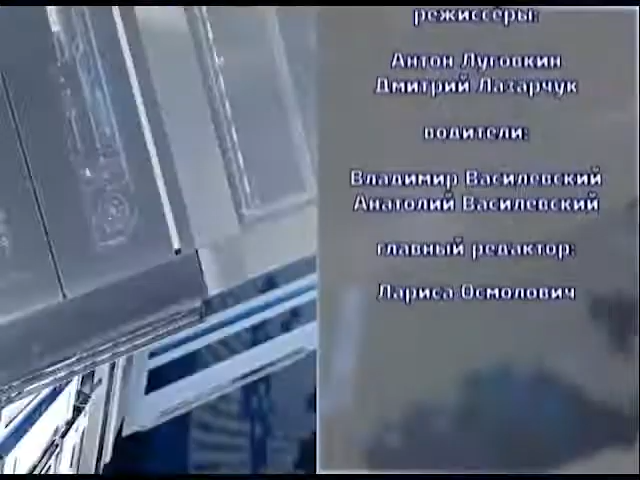 режиссёры:
Антон Луговкин
Дмитрий Лазарчук
водители:
Владимир Василевский
Анатолий Василевский
главный редактор:
Лариса Осмолович